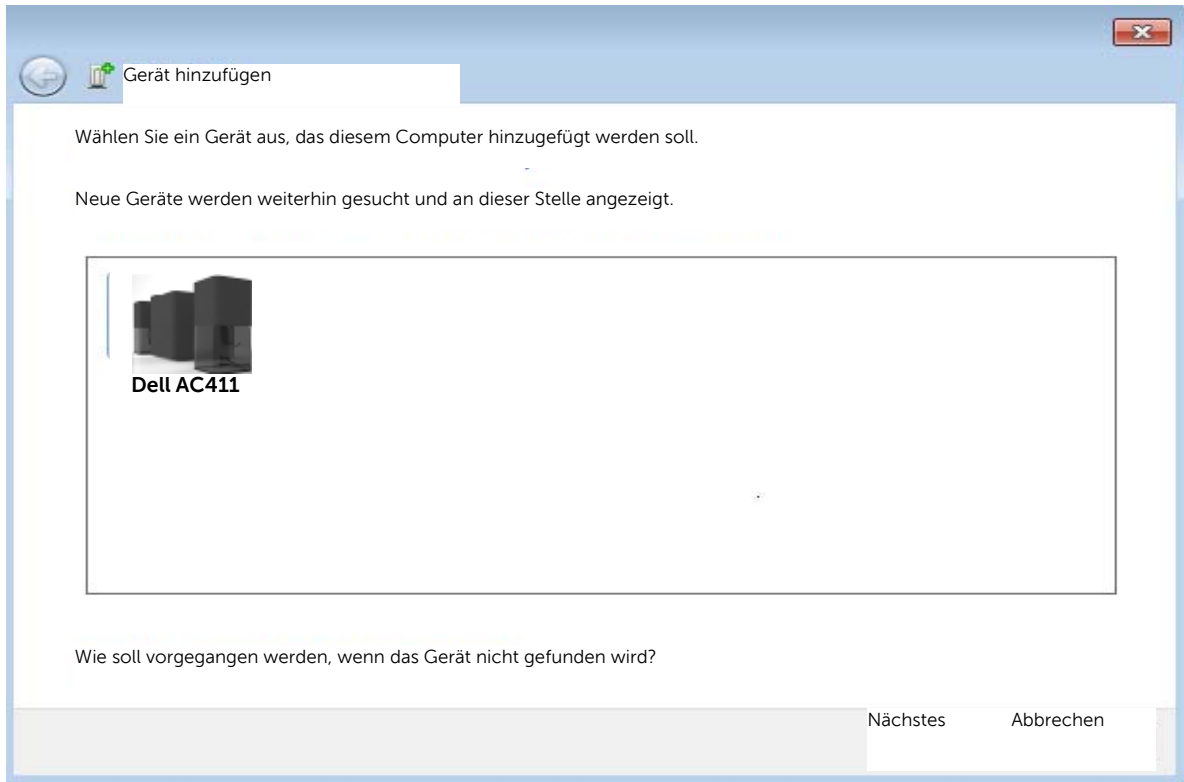 Gerät hinzufügen
Wählen Sie ein Gerät aus, das diesem Computer hinzugefügt werden soll.
Neue Geräte werden weiterhin gesucht und an dieser Stelle angezeigt.
Dell AC411
Wie soll vorgegangen werden, wenn das Gerät nicht gefunden wird?
Nächstes Abbrechen